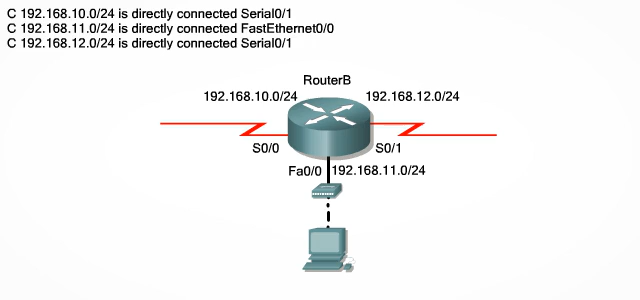 C 192.168.10.0/24 is directly connected Serial0/1
C 192.168.11.0/24 is directly connected FastEthernet0/0
C 192.168.12.0/24 is directly connected Serial0/1
RouterB
192.168.10.0/24
192.168.12.0/24
S0/0
S0/1
Fa0/0
192.168.11.0/24